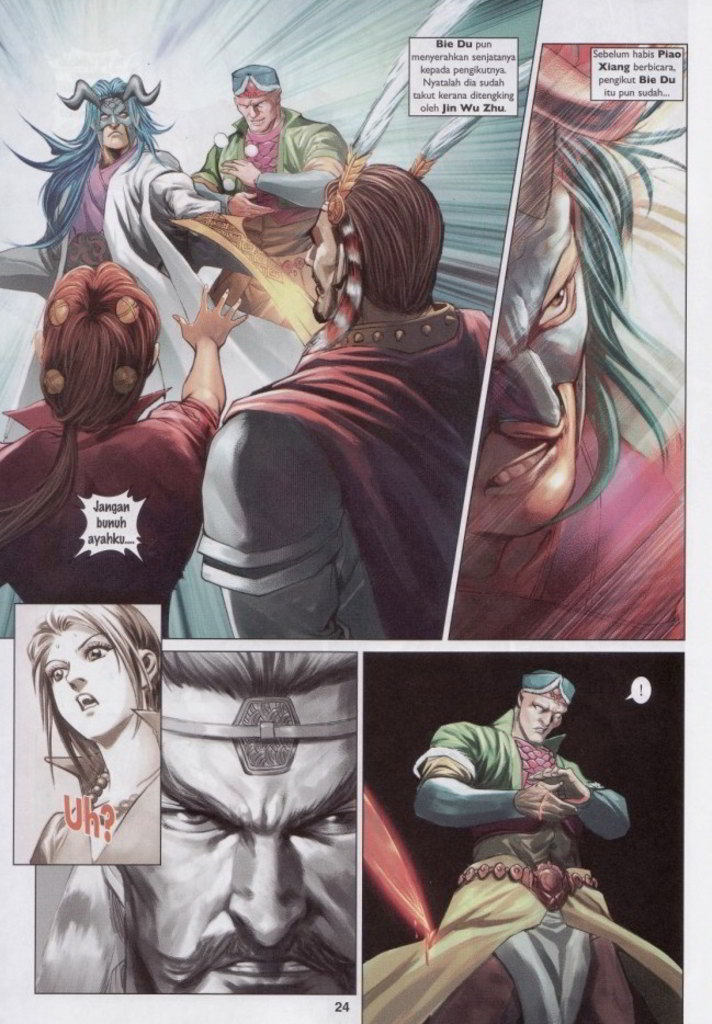 Bie Du pun
menyerahkan senjatanya
kepada pengikutnya.
Nyatalah dia sudah
takut kerana ditengking
oleh Jin Wu Zhu.
Sebelum habis Piao
Xiang berbicara,
pengikut Bie Du
itu pun sudah...
Jangan
bunuh
ayahku....
Uh?
!
24